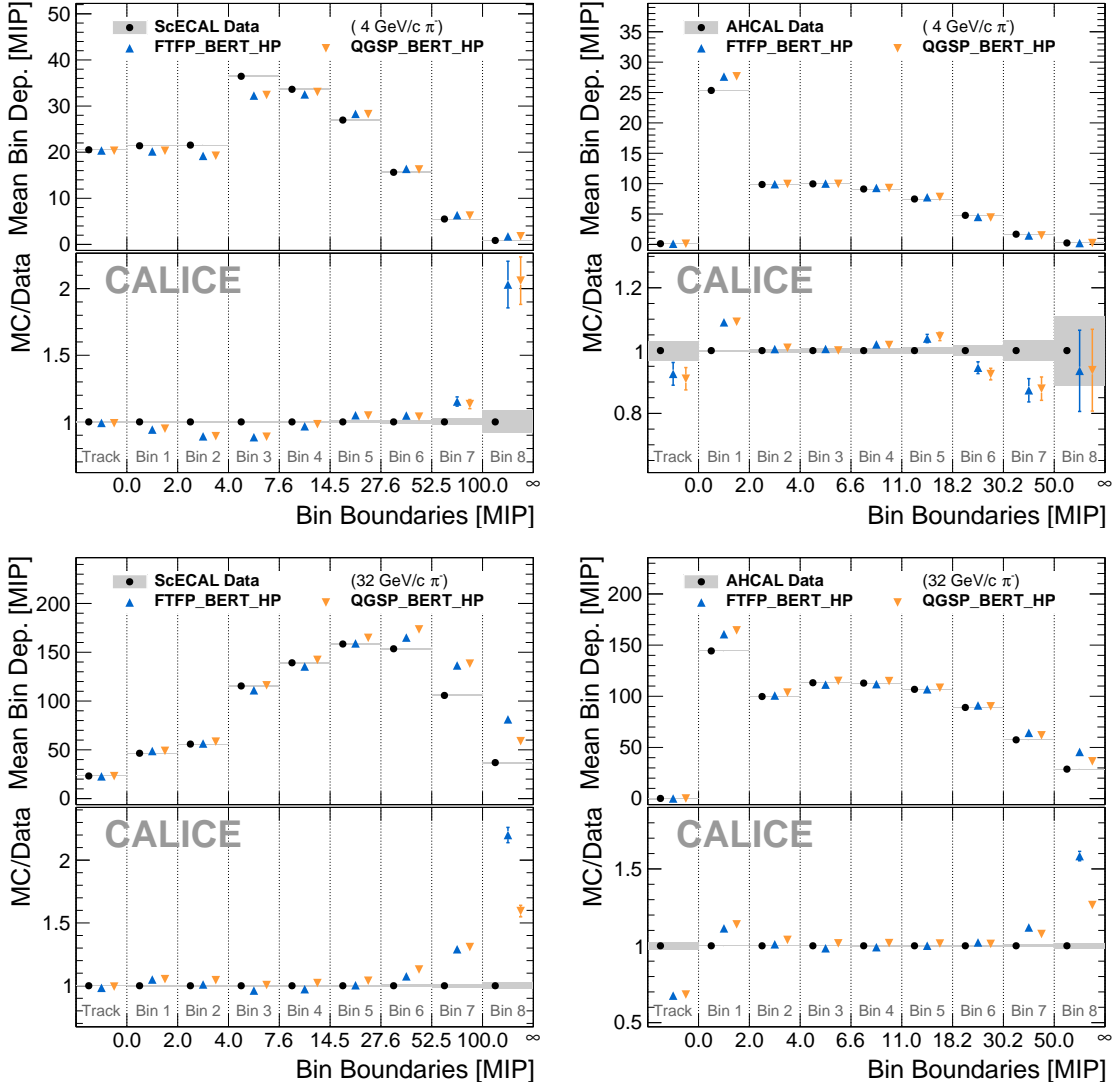 ScECAL Data ( 4 GeV/c π⁻)
FTFP_BERT_HP QGSP_BERT_HP
Mean Bin Dep. [MIP]
50
40
30
20
10
0
CALICE
MC/Data
2
1.5
1
Track Bin 1 Bin 2 Bin 3 Bin 4 Bin 5 Bin 6 Bin 7 Bin 8
0.0 2.0 4.0 7.6 14.5 27.6 52.5 100.0 ∞
Bin Boundaries [MIP]
AHCAL Data ( 4 GeV/c π⁻)
FTFP_BERT_HP QGSP_BERT_HP
Mean Bin Dep. [MIP]
35
30
25
20
15
10
5
0
CALICE
MC/Data
1.2
1
0.8
Track Bin 1 Bin 2 Bin 3 Bin 4 Bin 5 Bin 6 Bin 7 Bin 8
0.0 2.0 4.0 6.6 11.0 18.2 30.2 50.0 ∞
Bin Boundaries [MIP]
ScECAL Data (32 GeV/c π⁻)
FTFP_BERT_HP QGSP_BERT_HP
Mean Bin Dep. [MIP]
200
150
100
50
0
CALICE
MC/Data
2
1.5
1
Track Bin 1 Bin 2 Bin 3 Bin 4 Bin 5 Bin 6 Bin 7 Bin 8
0.0 2.0 4.0 7.6 14.5 27.6 52.5 100.0 ∞
Bin Boundaries [MIP]
AHCAL Data (32 GeV/c π⁻)
FTFP_BERT_HP QGSP_BERT_HP
Mean Bin Dep. [MIP]
200
150
100
50
0
CALICE
MC/Data
1.5
1
0.5
Track Bin 1 Bin 2 Bin 3 Bin 4 Bin 5 Bin 6 Bin 7 Bin 8
0.0 2.0 4.0 6.6 11.0 18.2 30.2 50.0 ∞
Bin Boundaries [MIP]